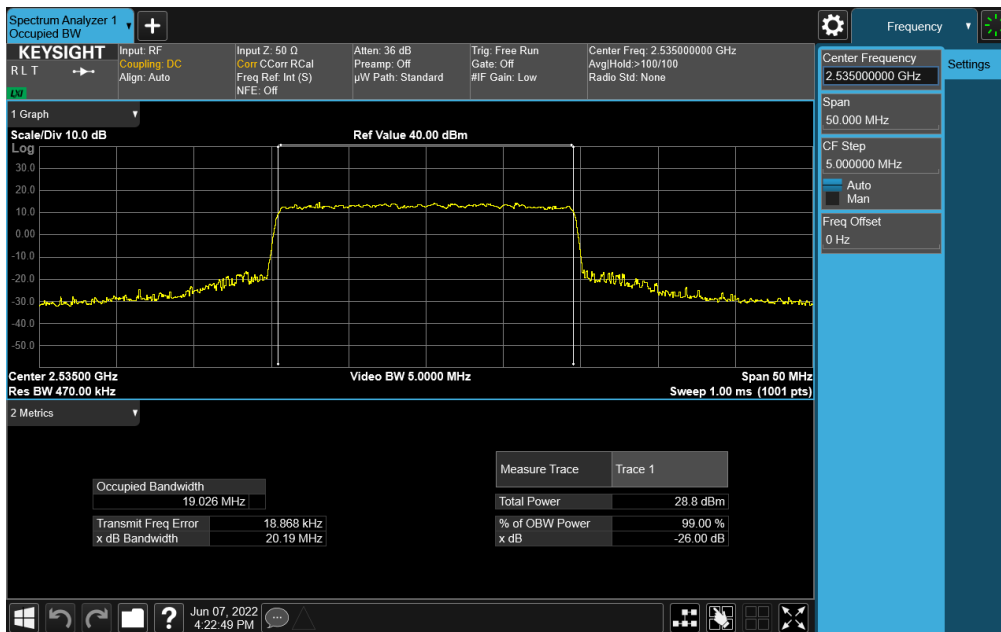 Spectrum Analyzer 1
Occupied BW
Frequency
KEYSIGHT
R L T
LXI
Input: RF
Coupling: DC
Align: Auto
Input Z: 50 Ω
Corr CCorr RCal
Freq Ref: Int (S)
NFE: Off
Atten: 36 dB
Preamp: Off
µW Path: Standard
Trig: Free Run
Gate: Off
#IF Gain: Low
Center Freq: 2.535000000 GHz
Avg|Hold:>100/100
Radio Std: None
Center Frequency
2.535000000 GHz
Settings
Span
50.000 MHz
CF Step
5.000000 MHz
Auto
Man
Freq Offset
0 Hz
1 Graph
Scale/Div 10.0 dB
Ref Value 40.00 dBm
Log
30.0
20.0
10.0
0.00
-10.0
-20.0
-30.0
-40.0
-50.0
Center 2.53500 GHz
Video BW 5.0000 MHz
Span 50 MHz
Res BW 470.00 kHz
Sweep 1.00 ms (1001 pts)
2 Metrics
Occupied Bandwidth
19.026 MHz
Transmit Freq Error 18.868 kHz
x dB Bandwidth 20.19 MHz
Measure Trace Trace 1
Total Power 28.8 dBm
% of OBW Power 99.00 %
x dB -26.00 dB
Jun 07, 2022
4:22:49 PM